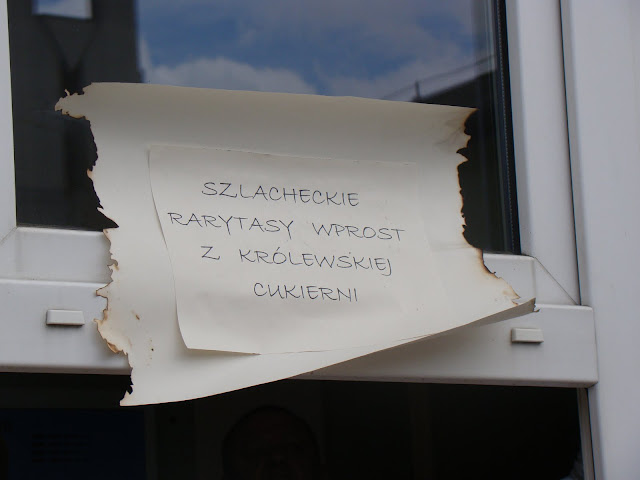 SZLACHECKIE
RARYTASY WPROST
Z KRÓLEWSKIEJ
CUKIERNI